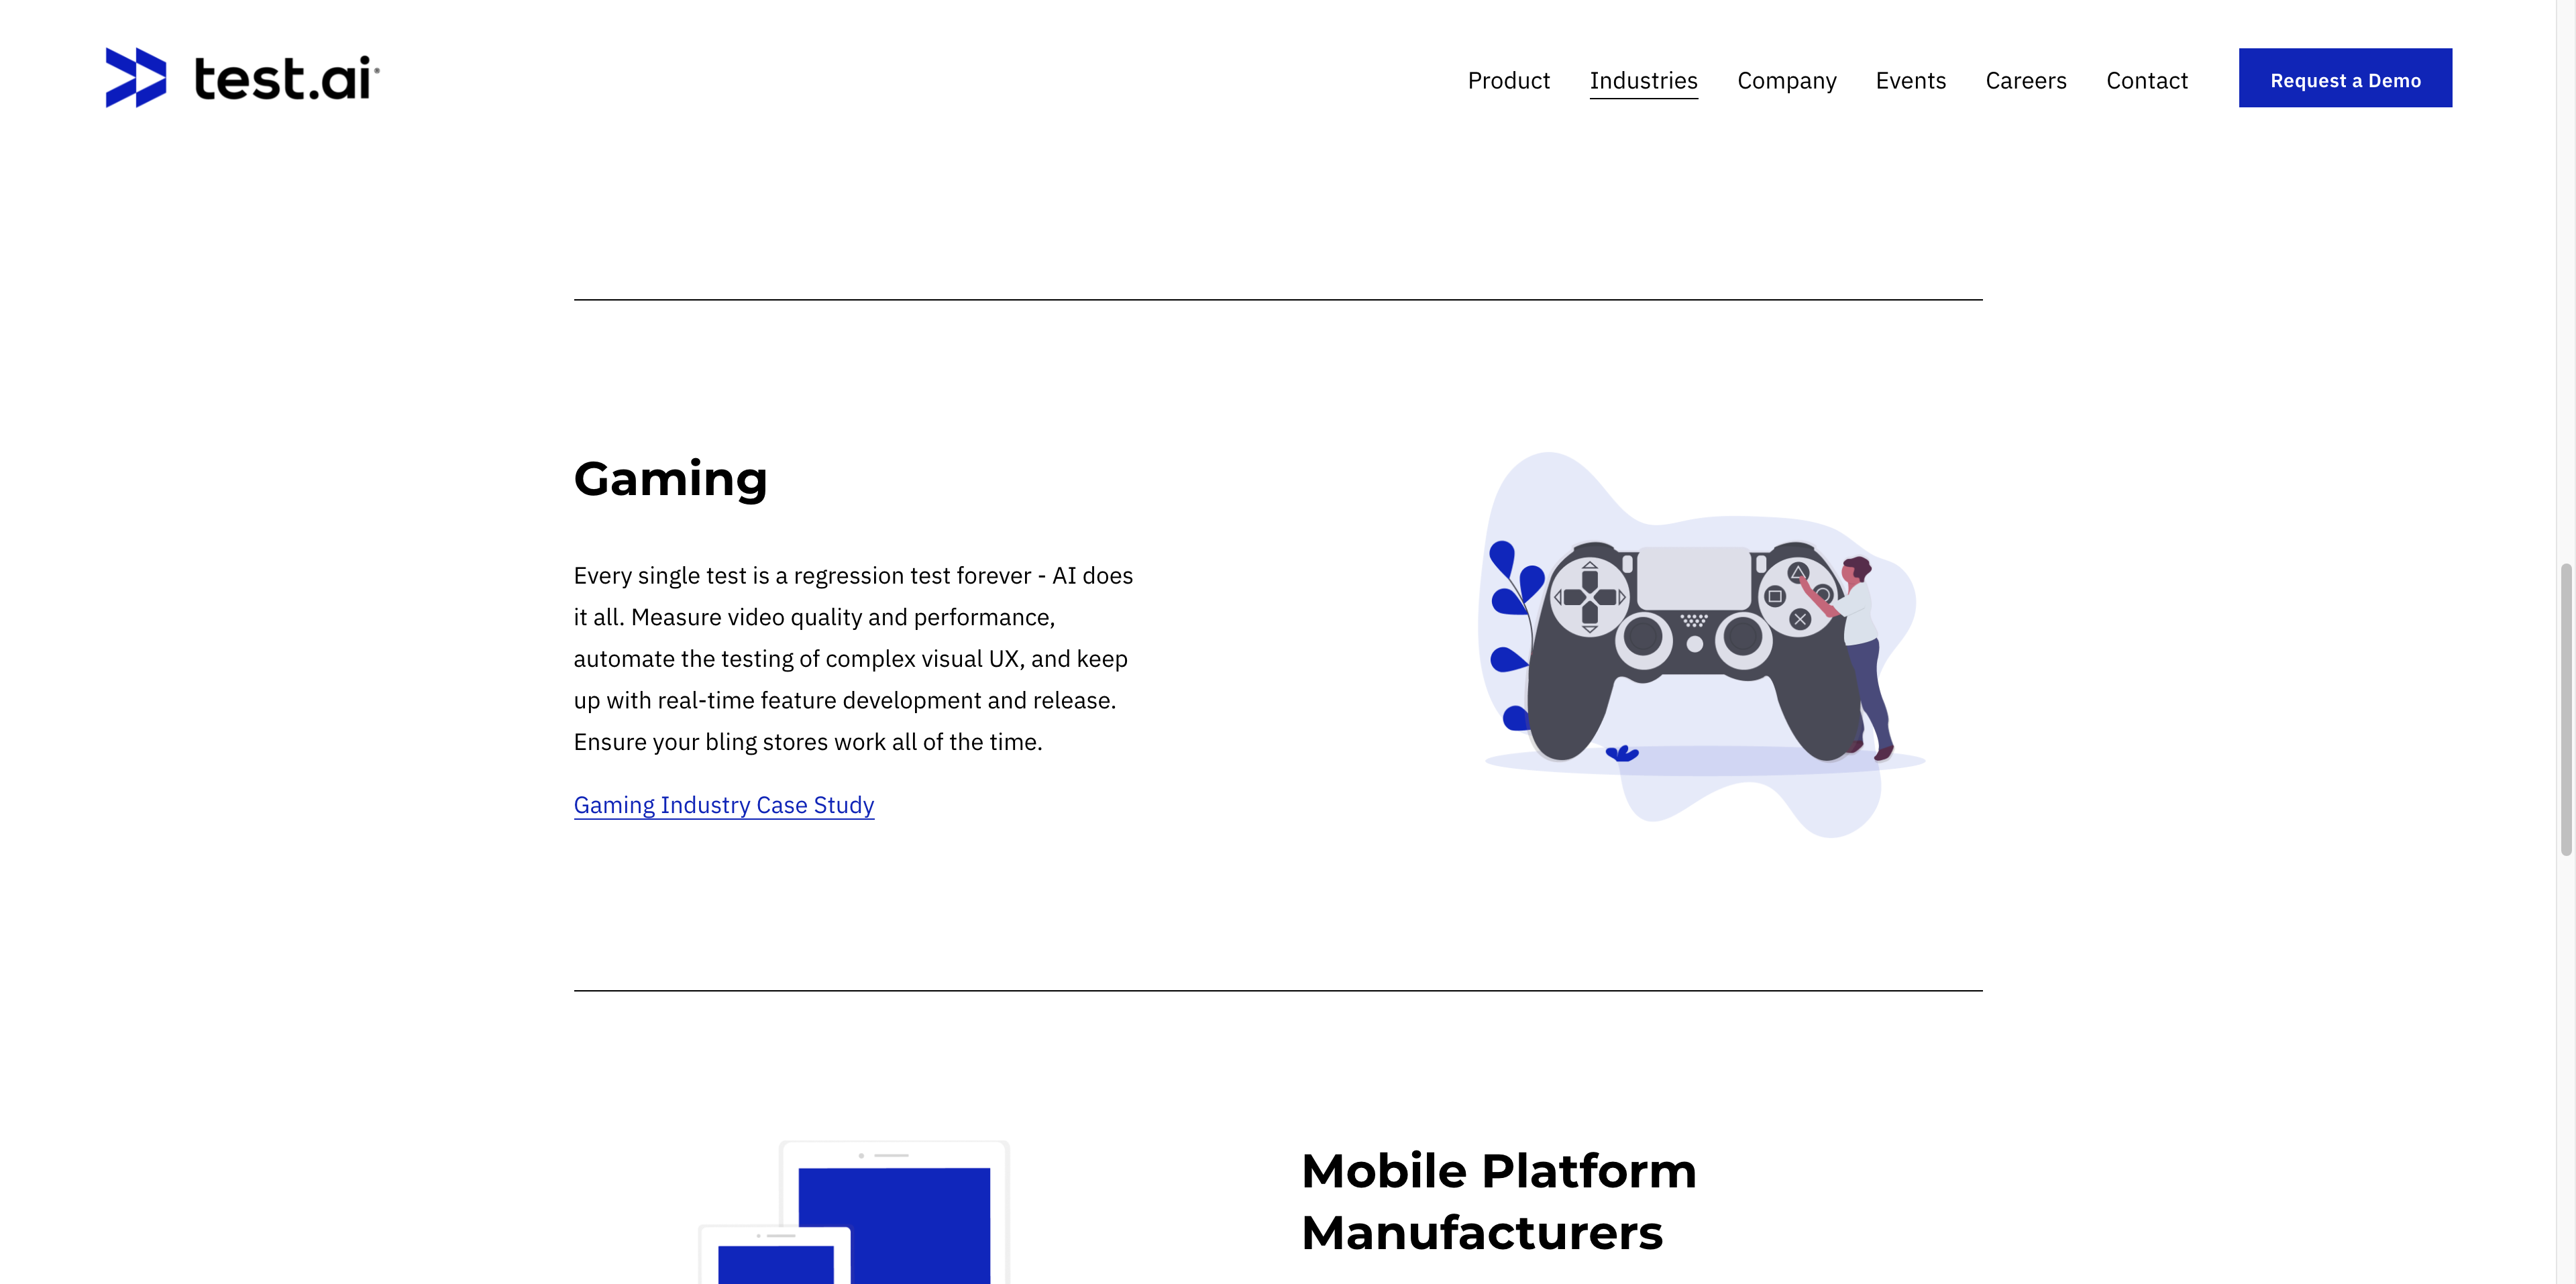 test.ai
Product Industries Company Events Careers Contact Request a Demo
Gaming
Every single test is a regression test forever - AI does
it all. Measure video quality and performance,
automate the testing of complex visual UX, and keep
up with real-time feature development and release.
Ensure your bling stores work all of the time.
Gaming Industry Case Study
Mobile Platform
Manufacturers